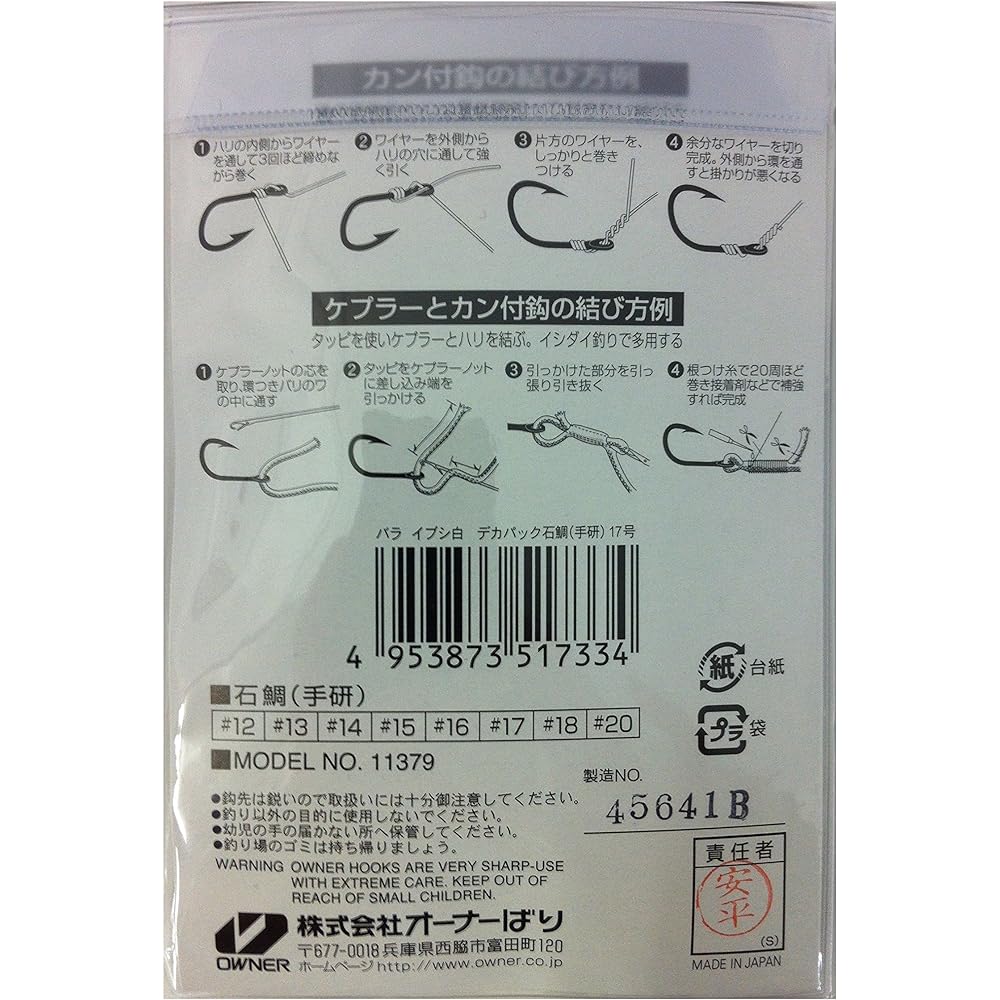 カン付鈎の結び方例
❶ハリの内側からワイヤー
を通して3回ほど締めな
がら巻く
❷ワイヤーを外側から
ハリの穴に通して強
く引く
❸片方のワイヤーを、
しっかりと巻き
つける
❹余分なワイヤーを切り
完成。外側から環を通
すと掛かりが悪くなる
ケプラーとカン付鈎の結び方例
タッピを使いケプラーとハリを結ぶ。イシダイ釣りで多用する
❶ケプラーノットの芯を
取り、環つきバリのワ
の中に通す
❷タッピをケプラーノット
に差し込み端を
引っかける
❸引っかけた部分を引っ
張り引き抜く
❹根つけ糸で20周ほど
巻き接着剤などで補強
すれば完成
バラ イブシ白 デカパック石鯛(手研) 17号
4 953873 517334
紙 台紙
プラ 袋
■石鯛(手研)
#12 #13 #14 #15 #16 #17 #18 #20
■MODEL NO. 11379
製造NO.
45641B
●鈎先は鋭いので取扱いには十分御注意してください。
●釣り以外の目的に使用しないでください。
●幼児の手の届かない所へ保管してください。
●釣り場のゴミは持ち帰りましょう。
WARNING OWNER HOOKS ARE VERY SHARP-USE
WITH EXTREME CARE. KEEP OUT OF
REACH OF SMALL CHILDREN.
責任者
安平
(S)
MADE IN JAPAN
OWNER
株式会社オーナーばり
〒677-0018 兵庫県西脇市富田町120
ホームページ http://www.owner.co.jp